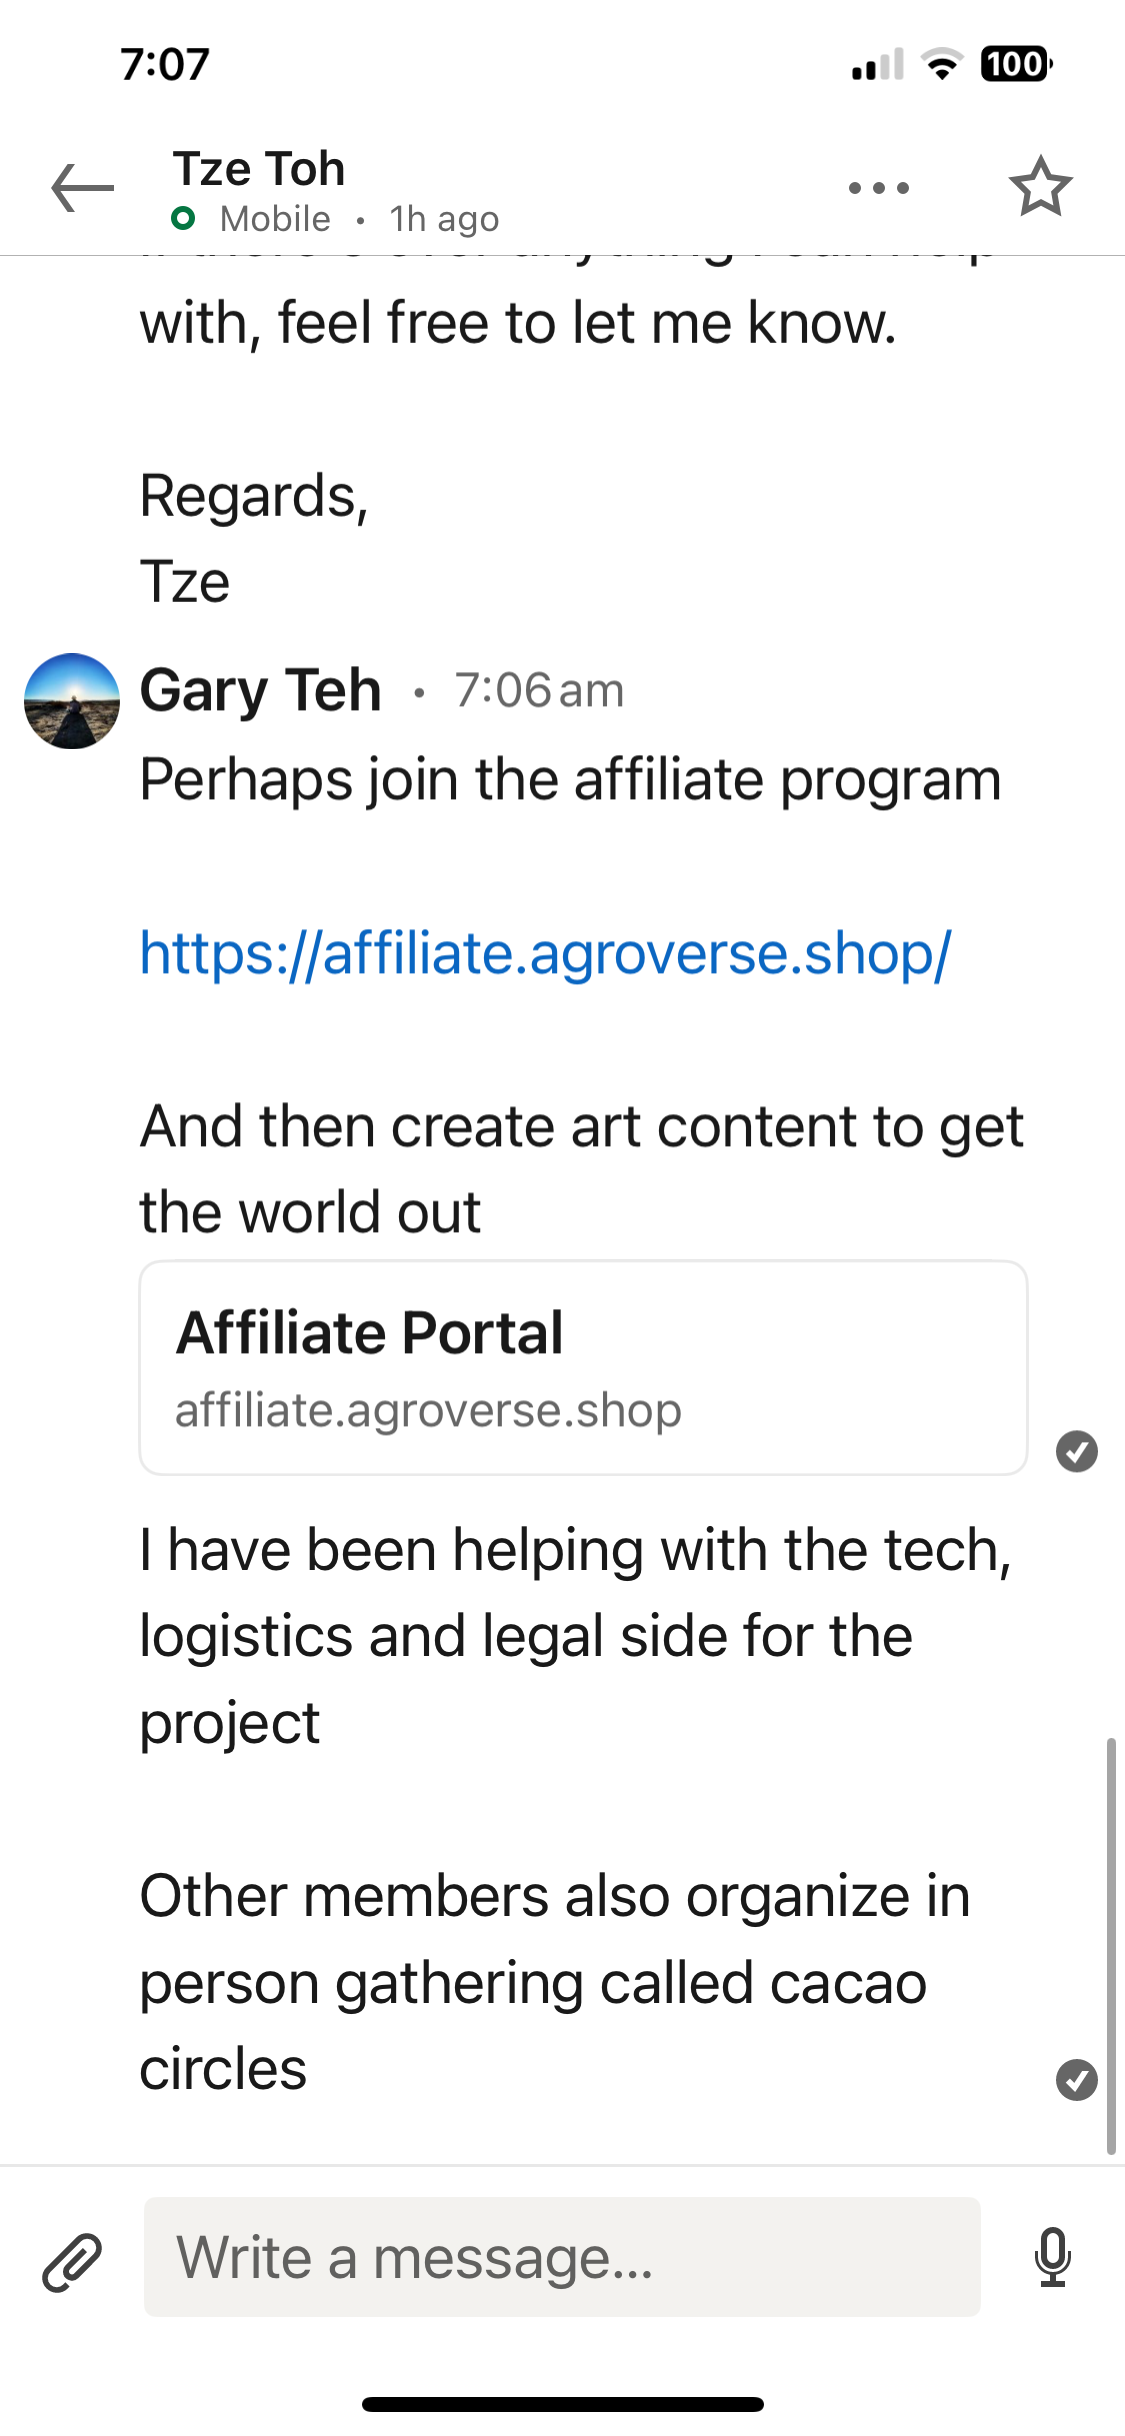 7:07
100
Tze Toh
Mobile • 1h ago
with, feel free to let me know.
Regards,
Tze
Gary Teh • 7:06 am
Perhaps join the affiliate program
https://affiliate.agroverse.shop/
And then create art content to get
the world out
Affiliate Portal
affiliate.agroverse.shop
I have been helping with the tech,
logistics and legal side for the
project
Other members also organize in
person gathering called cacao
circles
Write a message...